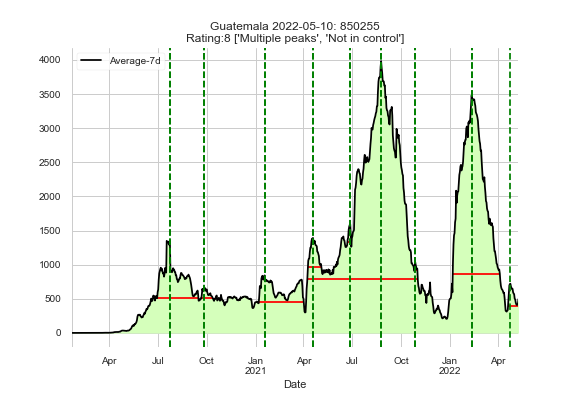 Guatemala 2022-05-10: 850255
Rating:8 ['Multiple peaks', 'Not in control']
Average-7d
4000
3500
3000
2500
2000
1500
1000
500
0
Apr Jul Oct Jan Apr Jul Oct Jan Apr
2021 2022
Date